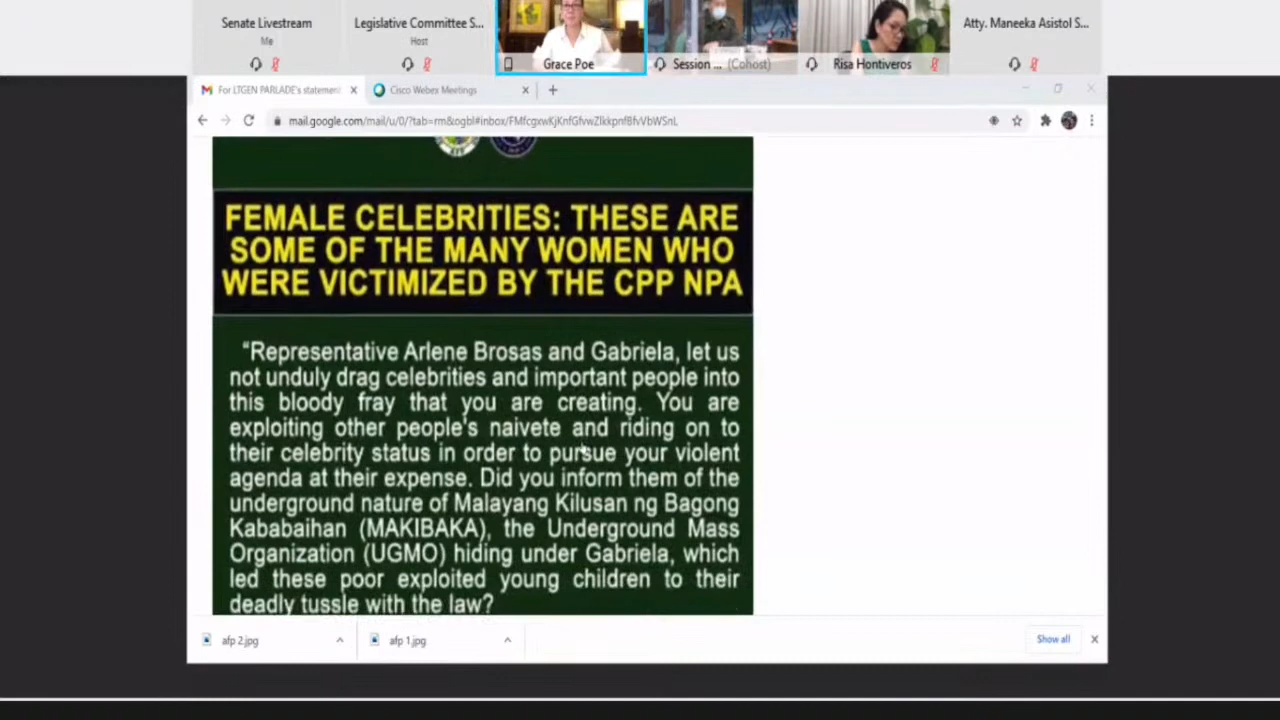 Senate Livestream
Me
Legislative Committee S...
Host
Grace Poe
Session ... (Cohost)
Risa Hontiveros
Atty. Maneeka Asistol S...
For LTGEN PARLADE's statement
Cisco Webex Meetings
mail.google.com/mail/u/0/?tab=rm&ogbl#inbox/FMfcgxwKjKnfGfvwZlkkpnfBfvVbWSnL
FEMALE CELEBRITIES: THESE ARE
SOME OF THE MANY WOMEN WHO
WERE VICTIMIZED BY THE CPP NPA
“Representative Arlene Brosas and Gabriela, let us
not unduly drag celebrities and important people into
this bloody fray that you are creating. You are
exploiting other people's naivete and riding on to
their celebrity status in order to pursue your violent
agenda at their expense. Did you inform them of the
underground nature of Malayang Kilusan ng Bagong
Kababaihan (MAKIBAKA), the Underground Mass
Organization (UGMO) hiding under Gabriela, which
led these poor exploited young children to their
deadly tussle with the law?
afp 2.jpg
afp 1.jpg
Show all